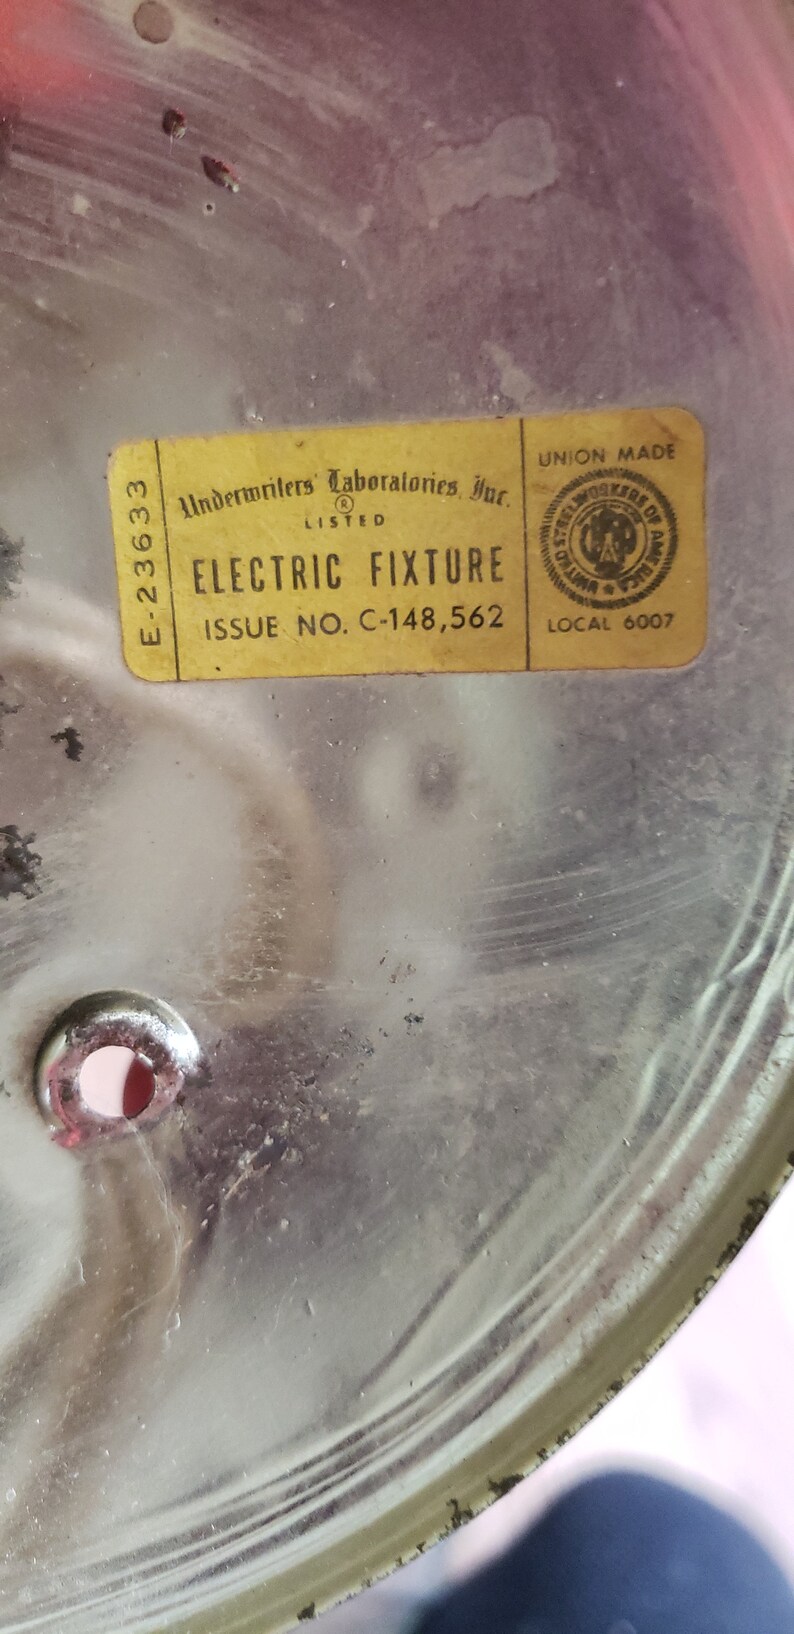 E-23633
Underwriters' Laboratories, Inc.
®
LISTED
ELECTRIC FIXTURE
ISSUE NO. C-148,562
UNION MADE
UNITED STEELWORKERS OF AMERICA
LOCAL 6007